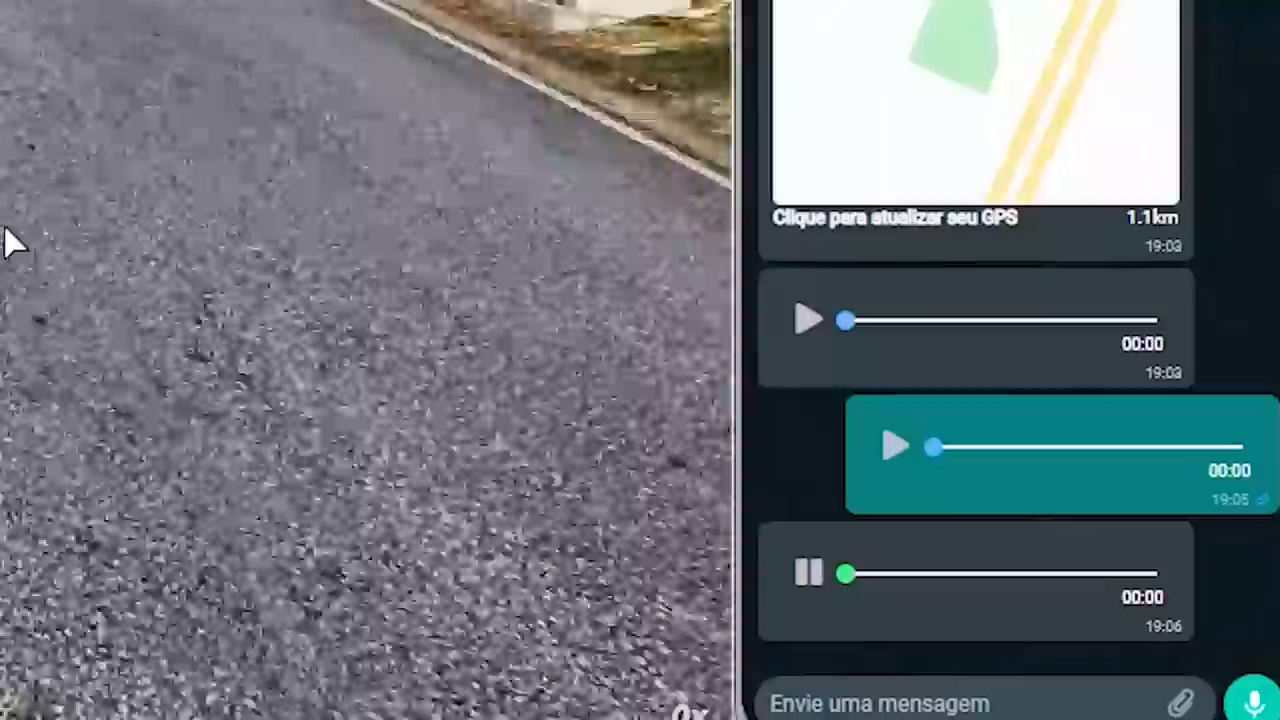 Clique para atualizar seu GPS 1.1km
19:03
00:00
19:03
00:00
19:05
00:00
19:06
Envie uma mensagem
0x